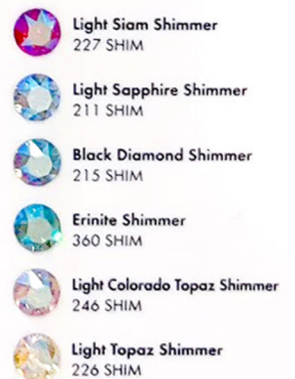 Light Siam Shimmer
227 SHIM
Light Sapphire Shimmer
211 SHIM
Black Diamond Shimmer
215 SHIM
Erinite Shimmer
360 SHIM
Light Colorado Topaz Shimmer
246 SHIM
Light Topaz Shimmer
226 SHIM